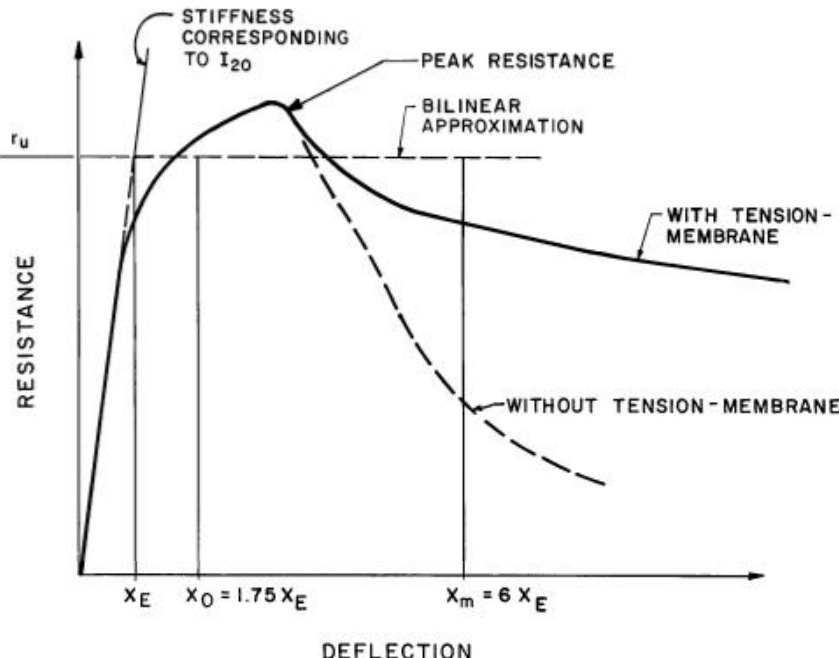 STIFFNESS
CORRESPONDING
TO I20
PEAK RESISTANCE
BILINEAR
APPROXIMATION
ru
WITH TENSION-
MEMBRANE
RESISTANCE
WITHOUT TENSION-MEMBRANE
XE
X0 = 1.75 XE
Xm = 6 XE
DEFLECTION